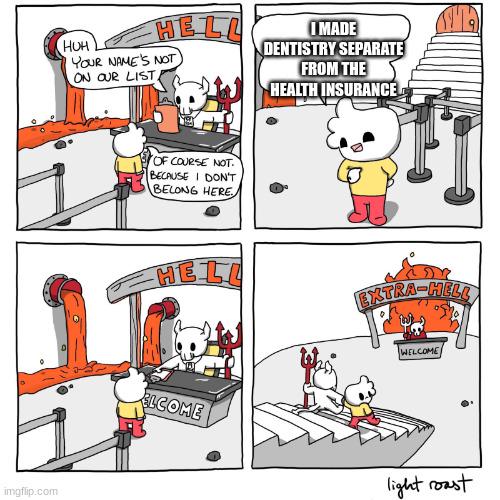 HELL
HUH
YOUR NAME'S NOT
ON OUR LIST
OF COURSE NOT.
BECAUSE I DON'T
BELONG HERE.
I MADE
DENTISTRY SEPARATE
FROM THE
HEALTH INSURANCE
HELL
WELCOME
EXTRA-HELL
WELCOME
light roast
imgflip.com